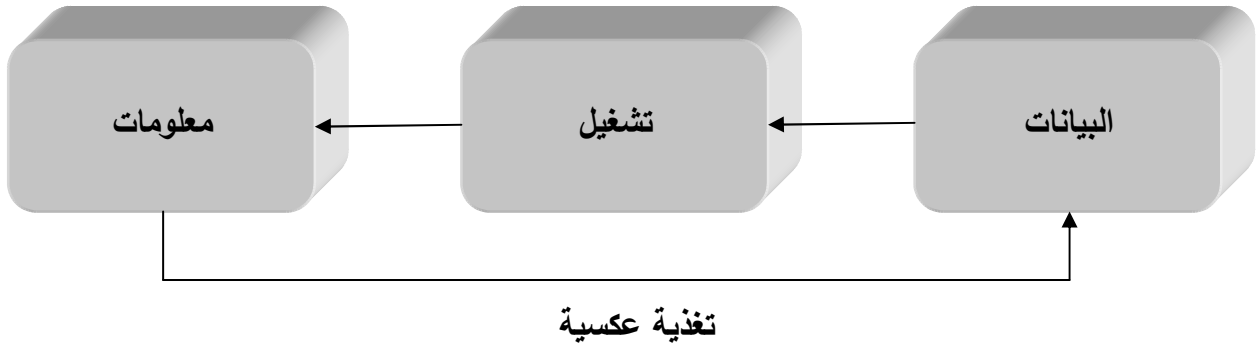 البيانات
تشغيل
معلومات
تغذية عكسية